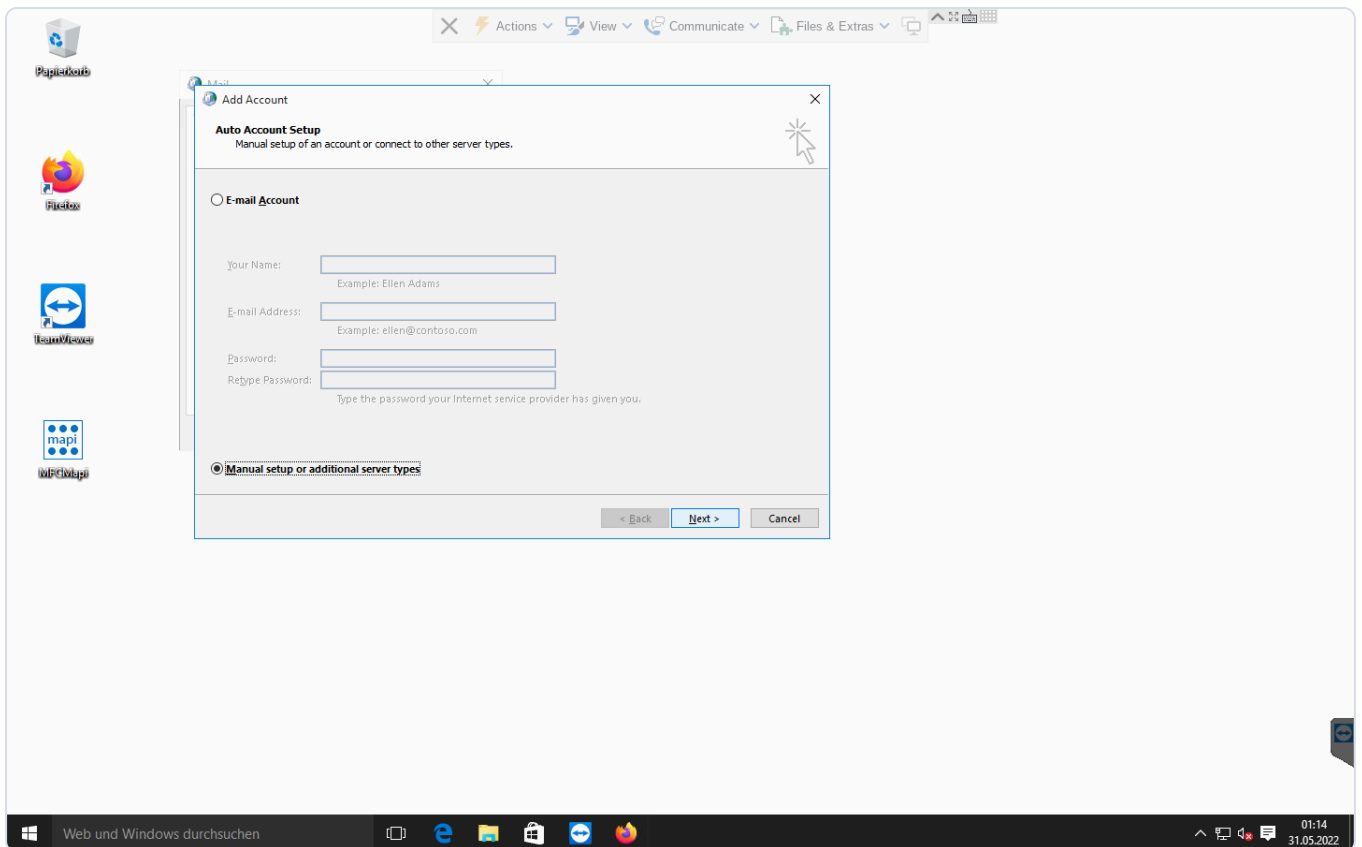 Actions
View
Communicate
Files & Extras
Papierkorb
Mail
Add Account
Auto Account Setup
Manual setup of an account or connect to other server types.
Firefox
E-mail Account
Your Name:
Example: Ellen Adams
E-mail Address:
Example: ellen@contoso.com
TeamViewer
Password:
Retype Password:
Type the password your Internet service provider has given you.
mapi
MFCMapi
Manual setup or additional server types
< Back
Next >
Cancel
Web und Windows durchsuchen
01:14
31.05.2022